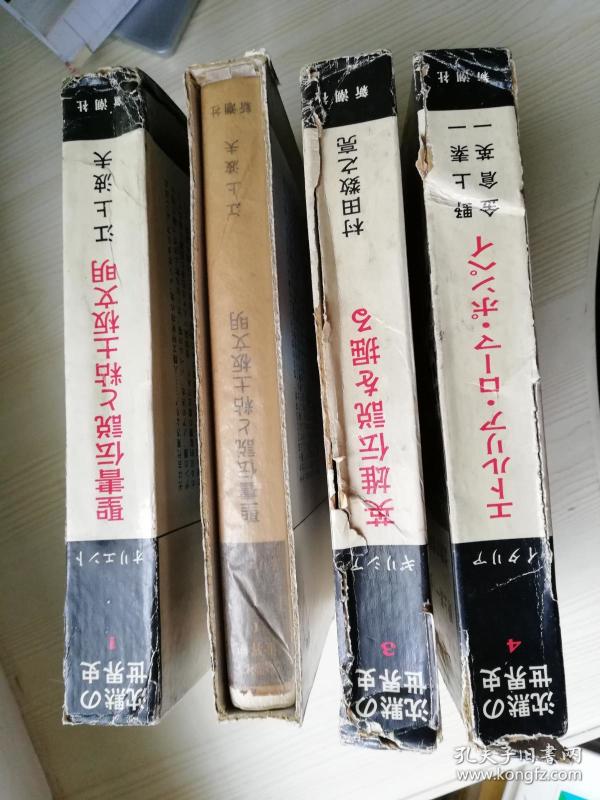 沈黙の
世界史
1
オリエント
聖書伝説と粘土板文明
江上波夫
新潮社
聖書伝説と粘土板文明
江上波夫
新潮社
沈黙の
世界史
3
ギリシア
英雄伝説を掘る
村田数之亮
新潮社
沈黙の
世界史
4
イタリア
エトルリア・ローマ・ポンペイ
野上素一
金倉英一
新潮社
孔夫子旧书网
www.kongfz.com